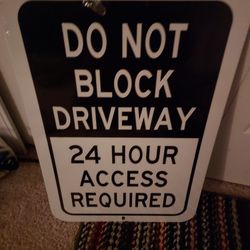 DO NOT
BLOCK
DRIVEWAY
24 HOUR
ACCESS
REQUIRED